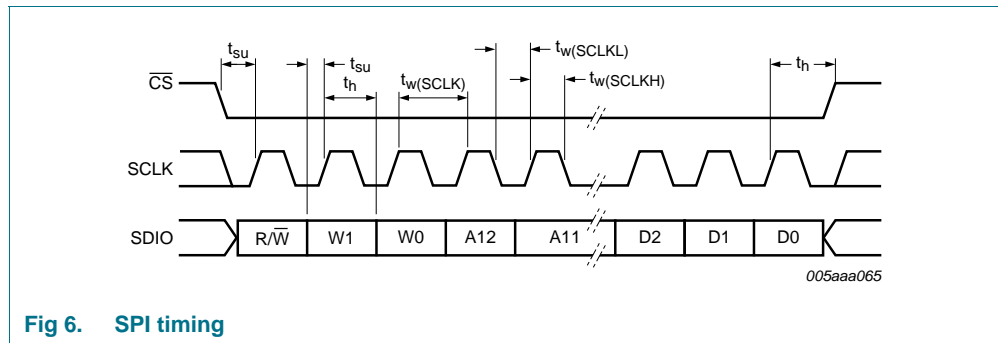 tsu tsu tw(SCLKL)
th tw(SCLK) tw(SCLKH) th
CS
SCLK
SDIO R/W W1 W0 A12 A11 D2 D1 D0
005aaa065
Fig 6. SPI timing